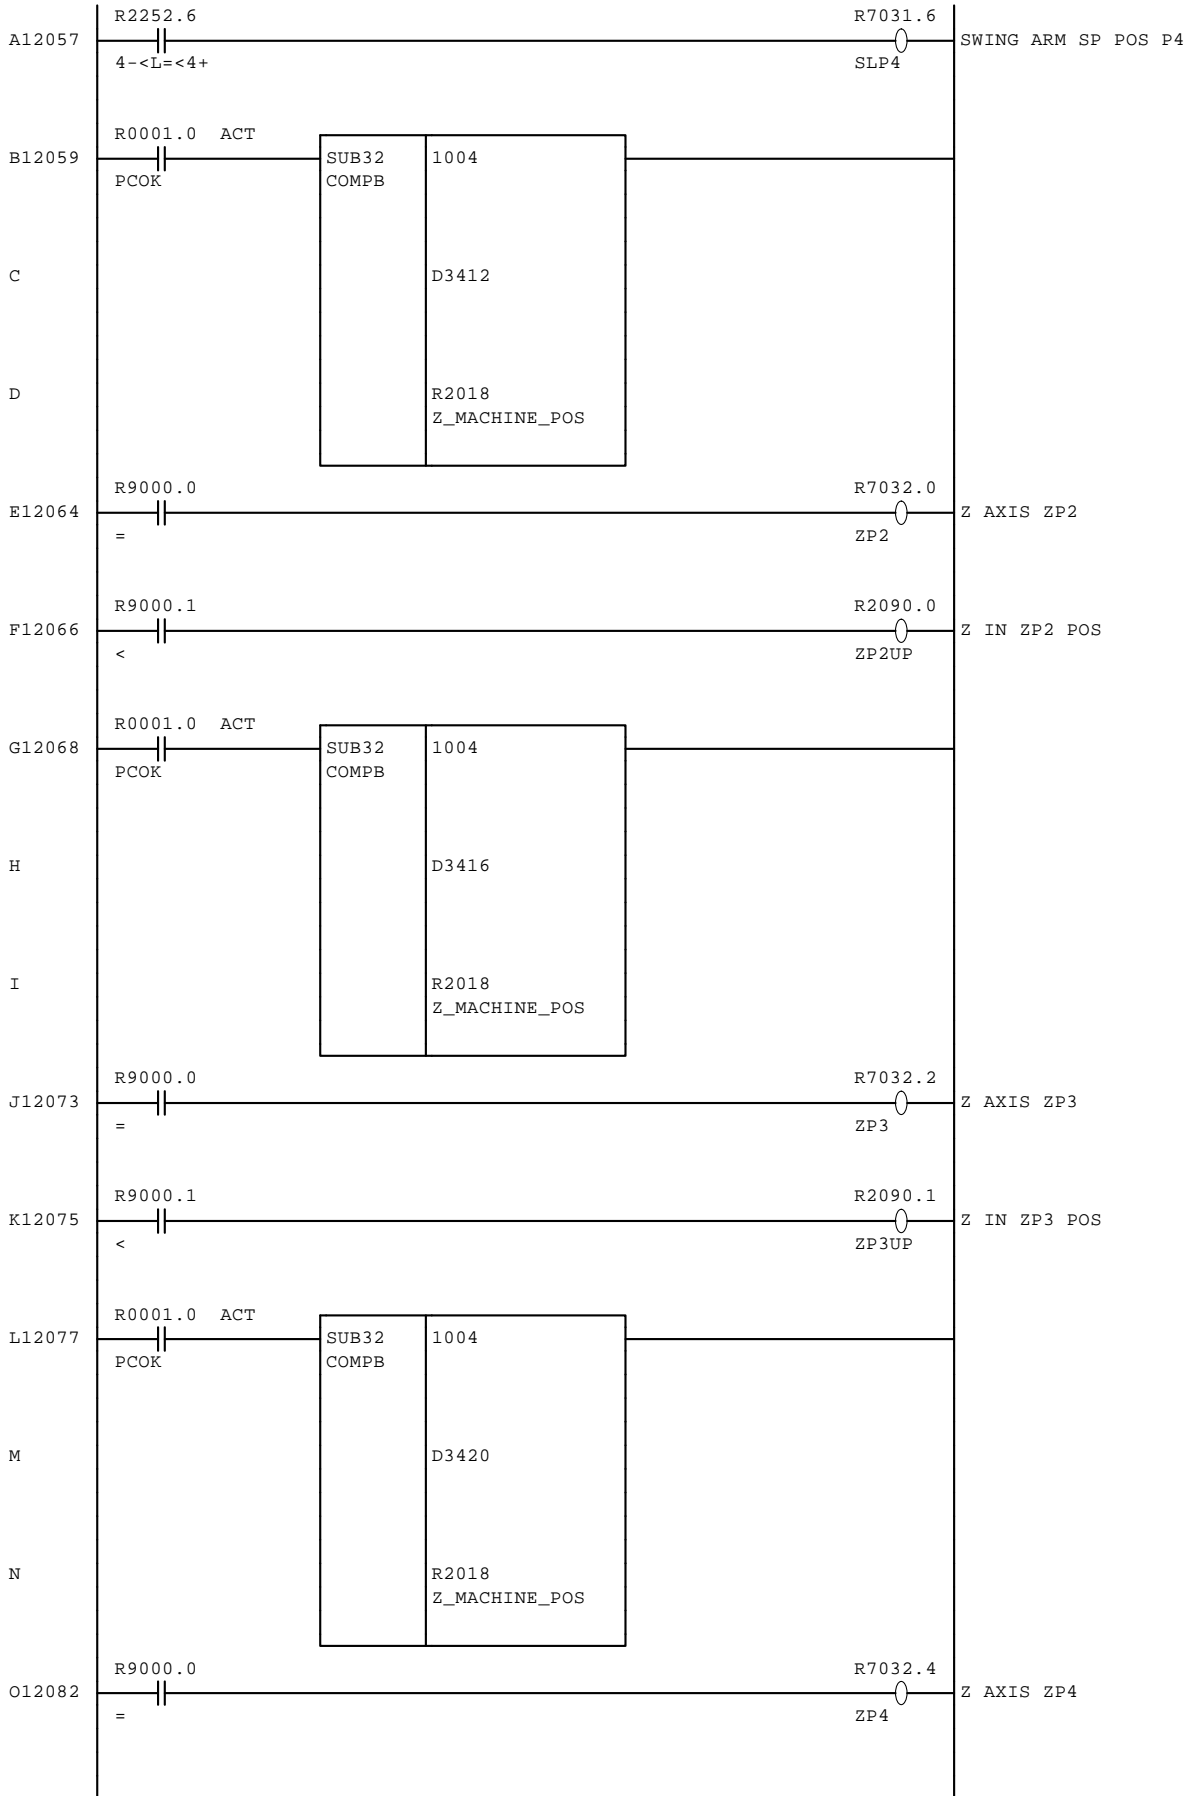 R2252.6 R7031.6
A12057 SWING ARM SP POS P4
4-<L=<4+ SLP4
R0001.0 ACT
B12059 SUB32 1004
PCOK COMPB
C D3412
D R2018
Z_MACHINE_POS
R9000.0 R7032.0
E12064 Z AXIS ZP2
= ZP2
R9000.1 R2090.0
F12066 Z IN ZP2 POS
< ZP2UP
R0001.0 ACT
G12068 SUB32 1004
PCOK COMPB
H D3416
I R2018
Z_MACHINE_POS
R9000.0 R7032.2
J12073 Z AXIS ZP3
= ZP3
R9000.1 R2090.1
K12075 Z IN ZP3 POS
< ZP3UP
R0001.0 ACT
L12077 SUB32 1004
PCOK COMPB
M D3420
N R2018
Z_MACHINE_POS
R9000.0 R7032.4
O12082 Z AXIS ZP4
= ZP4